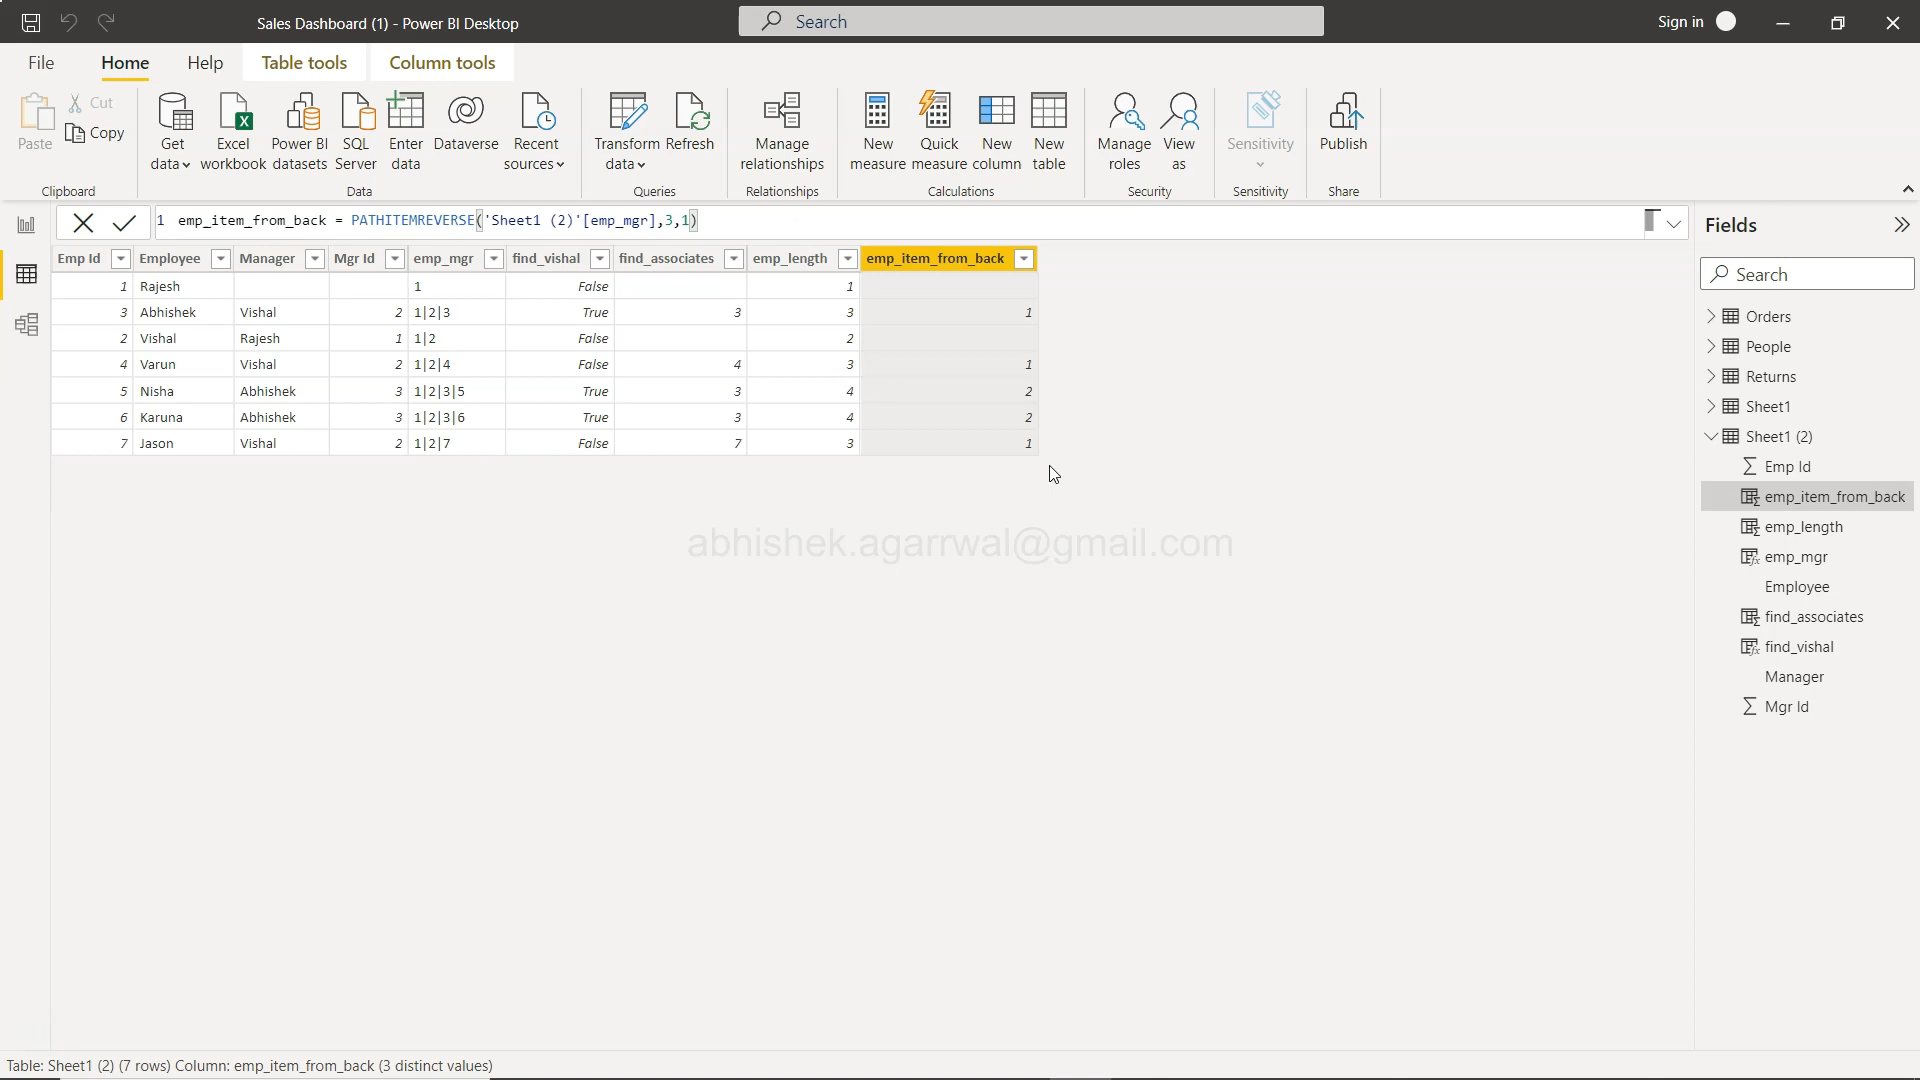 Sales Dashboard (1) - Power BI Desktop
Search
Sign in
File Home Help Table tools Column tools
Paste
Cut
Copy
Clipboard
Get data
Excel workbook
Power BI datasets
SQL Server
Enter data
Dataverse
Recent sources
Data
Transform data
Refresh
Queries
Manage relationships
Relationships
New measure
Quick measure
New column
New table
Calculations
Manage roles
View as
Security
Sensitivity
Sensitivity
Publish
Share
1 emp_item_from_back = PATHITEMREVERSE('Sheet1 (2)'[emp_mgr],3,1)
Emp Id Employee Manager Mgr Id emp_mgr find_vishal find_associates emp_length emp_item_from_back
1 Rajesh 1 False 1
3 Abhishek Vishal 2 1|2|3 True 3 3 1
2 Vishal Rajesh 1 1|2 False 2
4 Varun Vishal 2 1|2|4 False 4 3 1
5 Nisha Abhishek 3 1|2|3|5 True 3 4 2
6 Karuna Abhishek 3 1|2|3|6 True 3 4 2
7 Jason Vishal 2 1|2|7 False 7 3 1
abhishek.agarrwal@gmail.com
Fields
Search
Orders
People
Returns
Sheet1
Sheet1 (2)
Emp Id
emp_item_from_back
emp_length
emp_mgr
Employee
find_associates
find_vishal
Manager
Mgr Id
Table: Sheet1 (2) (7 rows) Column: emp_item_from_back (3 distinct values)